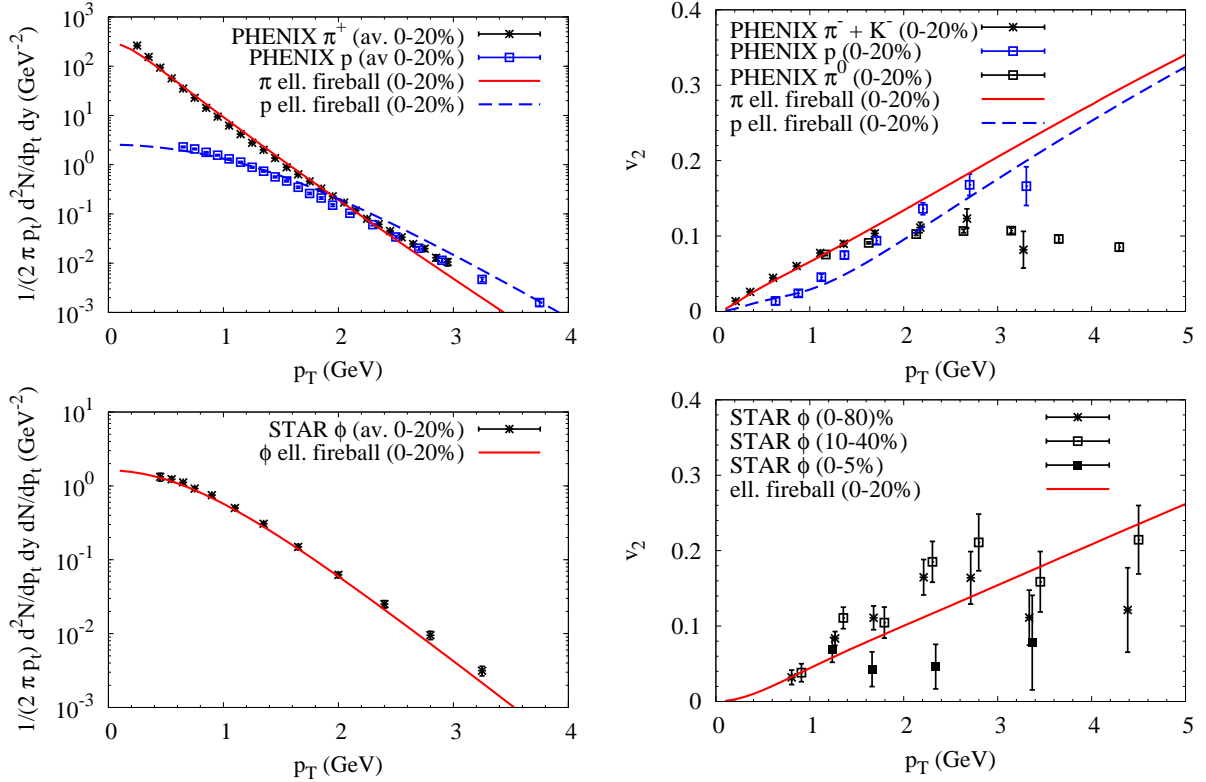 1/(2 π pₜ) d²N/dpₜ dy (GeV⁻²)
10³
10²
10¹
10⁰
10⁻¹
10⁻²
10⁻³
PHENIX π⁺ (av. 0-20%)
PHENIX p (av 0-20%)
π ell. fireball (0-20%)
p ell. fireball (0-20%)
0 1 2 3 4
p_T (GeV)
v₂
0.4
0.3
0.2
0.1
0
PHENIX π⁻ + K⁻ (0-20%)
PHENIX p (0-20%)
PHENIX π⁰ (0-20%)
π ell. fireball (0-20%)
p ell. fireball (0-20%)
0 1 2 3 4 5
p_T (GeV)
1/(2 π pₜ) d²N/dpₜ dy dN/dpₜ (GeV⁻²)
10¹
10⁰
10⁻¹
10⁻²
10⁻³
STAR ϕ (av. 0-20%)
ϕ ell. fireball (0-20%)
0 1 2 3 4
p_T (GeV)
v₂
0.4
0.3
0.2
0.1
0
STAR ϕ (0-80)%
STAR ϕ (10-40%)
STAR ϕ (0-5%)
ell. fireball (0-20%)
0 1 2 3 4 5
p_T (GeV)